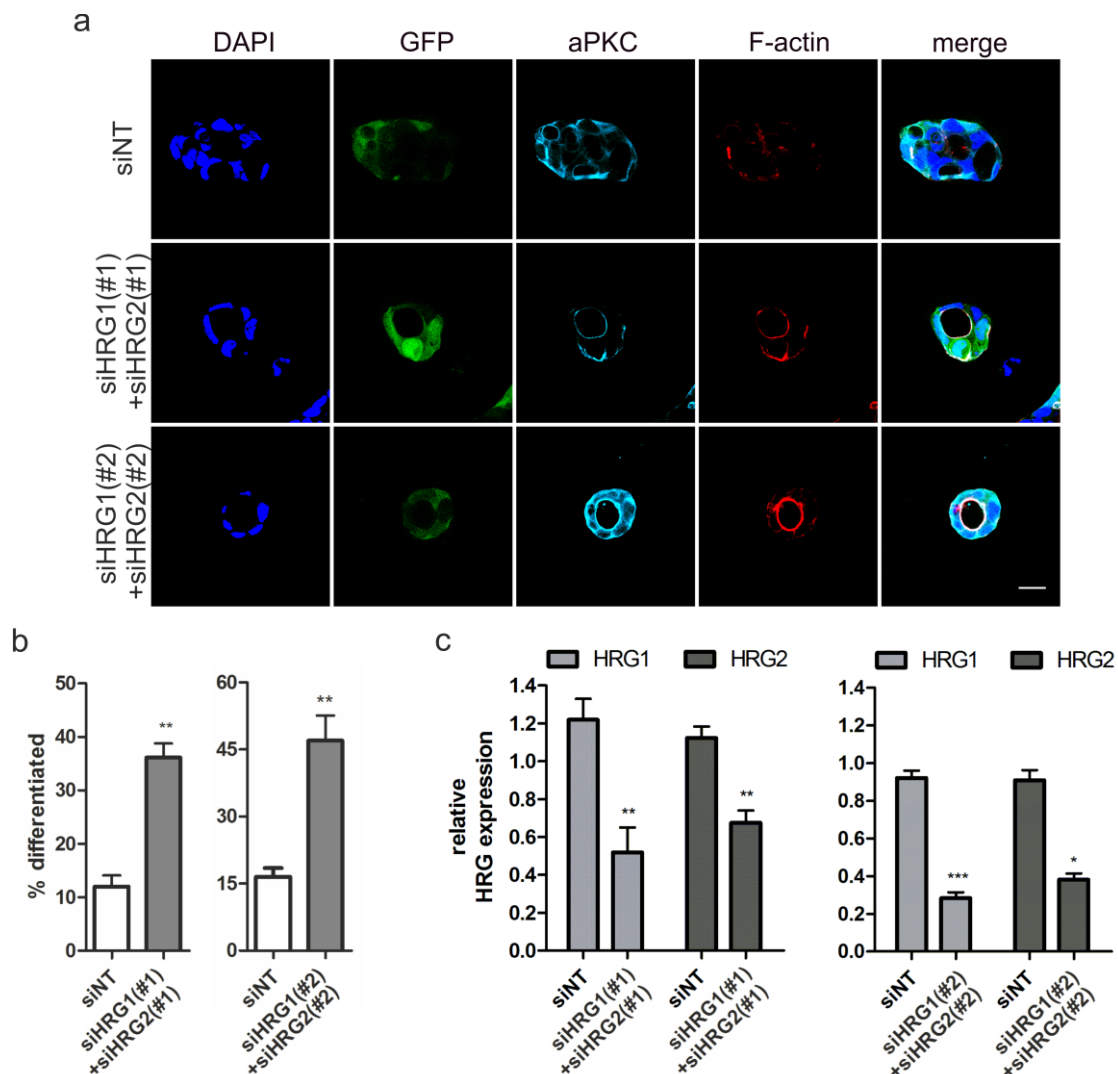 a
DAPI GFP aPKC F-actin merge
siNT
siHRG1(#1)
+siHRG2(#1)
siHRG1(#2)
+siHRG2(#2)
b
% differentiated
50
40
30
20
10
0
**
siNT
siHRG1(#1)
+siHRG2(#1)
60
45
30
15
0
**
siNT
siHRG1(#2)
+siHRG2(#2)
c
HRG1 HRG2
relative
HRG expression
1.4
1.2
1.0
0.8
0.6
0.4
0.2
0.0
**
**
siNT
siHRG1(#1)
+siHRG2(#1)
siNT
siHRG1(#1)
+siHRG2(#1)
HRG1 HRG2
1.4
1.2
1.0
0.8
0.6
0.4
0.2
0.0
***
*
siNT
siHRG1(#2)
+siHRG2(#2)
siNT
siHRG1(#2)
+siHRG2(#2)